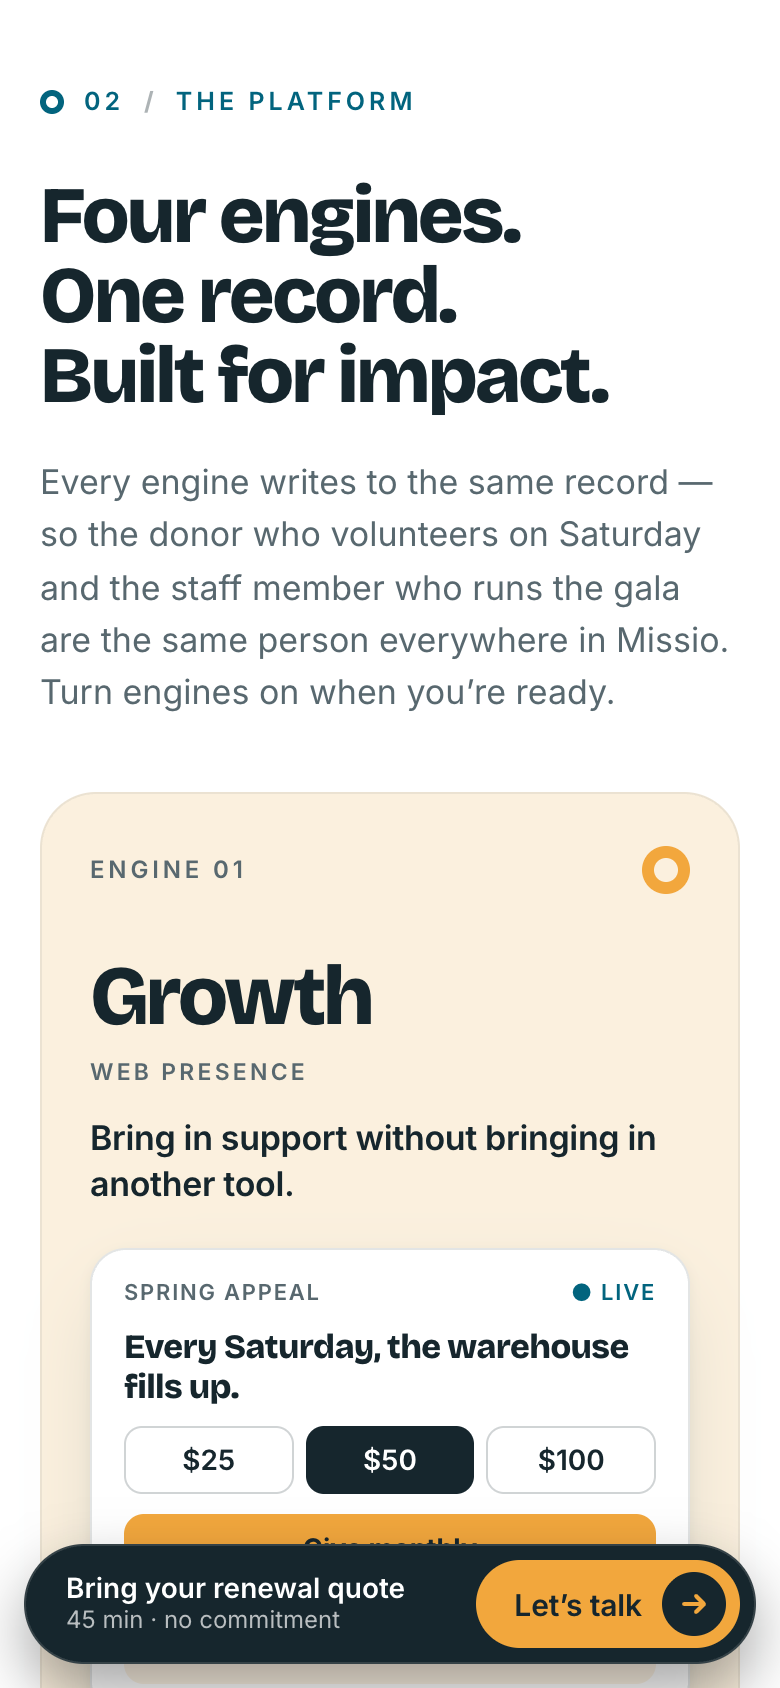 02 / THE PLATFORM
Four engines.
One record.
Built for impact.
Every engine writes to the same record —
so the donor who volunteers on Saturday
and the staff member who runs the gala
are the same person everywhere in Missio.
Turn engines on when you’re ready.
ENGINE 01
Growth
WEB PRESENCE
Bring in support without bringing in
another tool.
SPRING APPEAL
LIVE
Every Saturday, the warehouse
fills up.
$25 $50 $100
Bring your renewal quote
45 min · no commitment
Let’s talk